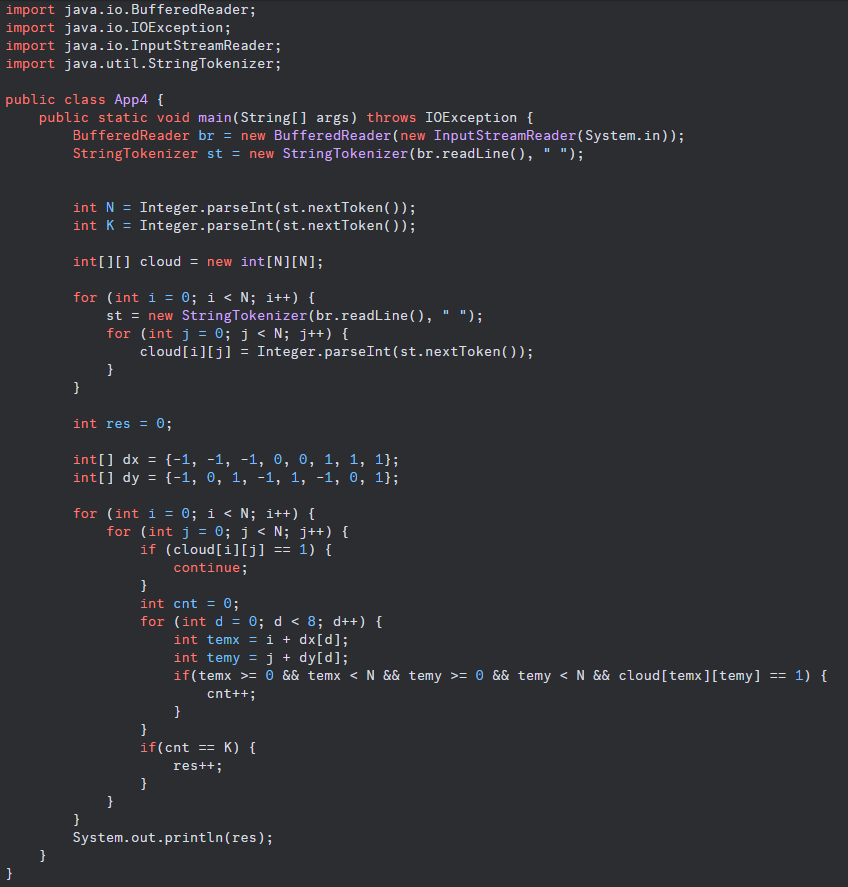 import java.io.BufferedReader;
import java.io.IOException;
import java.io.InputStreamReader;
import java.util.StringTokenizer;

public class App4 {
    public static void main(String[] args) throws IOException {
        BufferedReader br = new BufferedReader(new InputStreamReader(System.in));
        StringTokenizer st = new StringTokenizer(br.readLine(), " ");


        int N = Integer.parseInt(st.nextToken());
        int K = Integer.parseInt(st.nextToken());

        int[][] cloud = new int[N][N];

        for (int i = 0; i < N; i++) {
            st = new StringTokenizer(br.readLine(), " ");
            for (int j = 0; j < N; j++) {
                cloud[i][j] = Integer.parseInt(st.nextToken());
            }
        }

        int res = 0;

        int[] dx = {-1, -1, -1, 0, 0, 1, 1, 1};
        int[] dy = {-1, 0, 1, -1, 1, -1, 0, 1};

        for (int i = 0; i < N; i++) {
            for (int j = 0; j < N; j++) {
                if (cloud[i][j] == 1) {
                    continue;
                }
                int cnt = 0;
                for (int d = 0; d < 8; d++) {
                    int temx = i + dx[d];
                    int temy = j + dy[d];
                    if(temx >= 0 && temx < N && temy >= 0 && temy < N && cloud[temx][temy] == 1) {
                        cnt++;
                    }
                }
                if(cnt == K) {
                    res++;
                }
            }
        }
        System.out.println(res);
    }
}